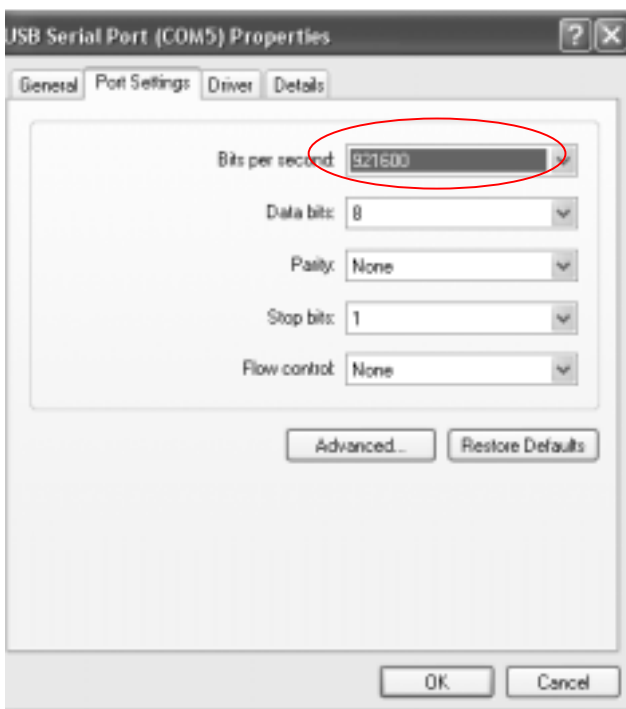 USB Serial Port (COM5) Properties
General Port Settings Driver Details
Bits per second: 921600
Data bits: 8
Parity: None
Stop bits: 1
Flow control: None
Advanced... Restore Defaults
OK Cancel